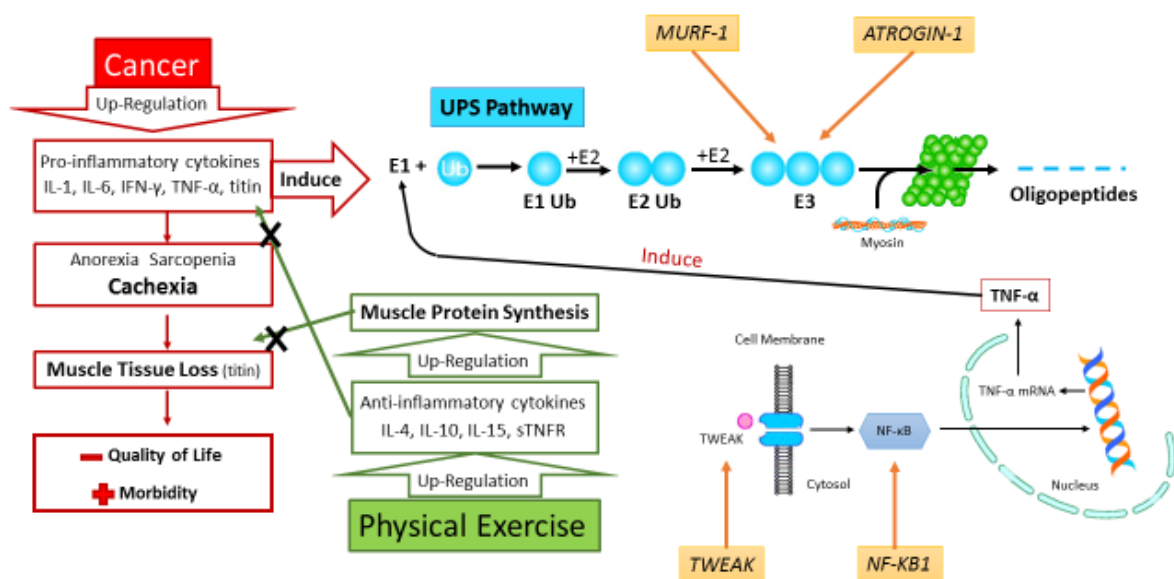 Cancer
Up-Regulation
Pro-inflammatory cytokines
IL-1, IL-6, IFN-γ, TNF-α, titin
Induce
Anorexia Sarcopenia
Cachexia
Muscle Tissue Loss (titin)
Quality of Life
Morbidity
Muscle Protein Synthesis
Up-Regulation
Anti-inflammatory cytokines
IL-4, IL-10, IL-15, sTNFR
Up-Regulation
Physical Exercise
MURF-1
ATROGIN-1
UPS Pathway
E1 +
Ub
+E2
+E2
E1 Ub
E2 Ub
E3
Myosin
Oligopeptides
Induce
TNF-α
Cell Membrane
TNF-α mRNA
TWEAK
NF-κB
Cytosol
Nucleus
TWEAK
NF-KB1